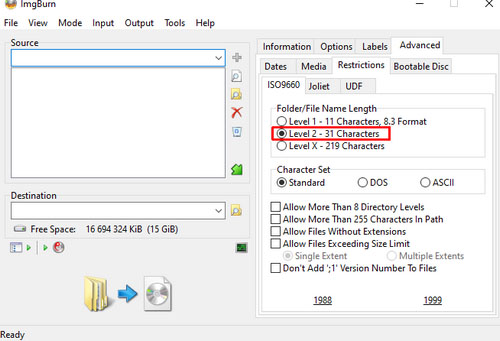 ImgBurn
File View Mode Input Output Tools Help
Source
Destination
Free Space: 16 694 324 KiB (15 GiB)
Information Options Labels Advanced
Dates Media Restrictions Bootable Disc
ISO9660 Joliet UDF
Folder/File Name Length
Level 1 - 11 Characters, 8.3 Format
Level 2 - 31 Characters
Level X - 219 Characters
Character Set
Standard DOS ASCII
Allow More Than 8 Directory Levels
Allow More Than 255 Characters In Path
Allow Files Without Extensions
Allow Files Exceeding Size Limit
Single Extent Multiple Extents
Don't Add ';1' Version Number To Files
1988 1999
Ready